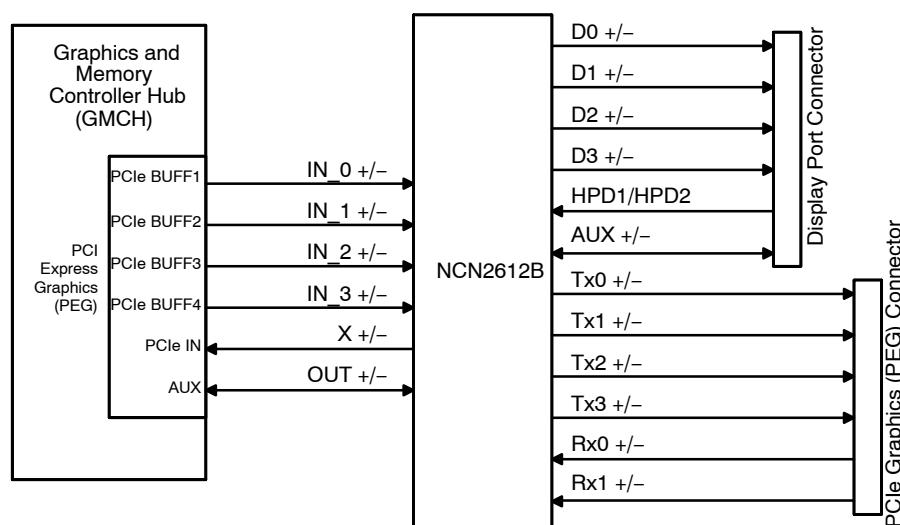 Graphics and
Memory
Controller Hub
(GMCH)
PCI
Express
Graphics
(PEG)
PCIe BUFF1
PCIe BUFF2
PCIe BUFF3
PCIe BUFF4
PCIe IN
AUX
IN_0 +/−
IN_1 +/−
IN_2 +/−
IN_3 +/−
X +/−
OUT +/−
NCN2612B
D0 +/−
D1 +/−
D2 +/−
D3 +/−
HPD1/HPD2
AUX +/−
Tx0 +/−
Tx1 +/−
Tx2 +/−
Tx3 +/−
Rx0 +/−
Rx1 +/−
Display Port Connector
PCIe Graphics (PEG) Connector